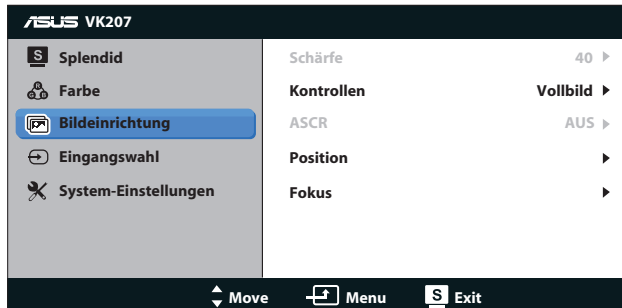 ASUS VK207
S Splendid
Farbe
Bildeinrichtung
Eingangswahl
System-Einstellungen
Schärfe 40
Kontrollen Vollbild
ASCR AUS
Position
Fokus
Move Menu S Exit